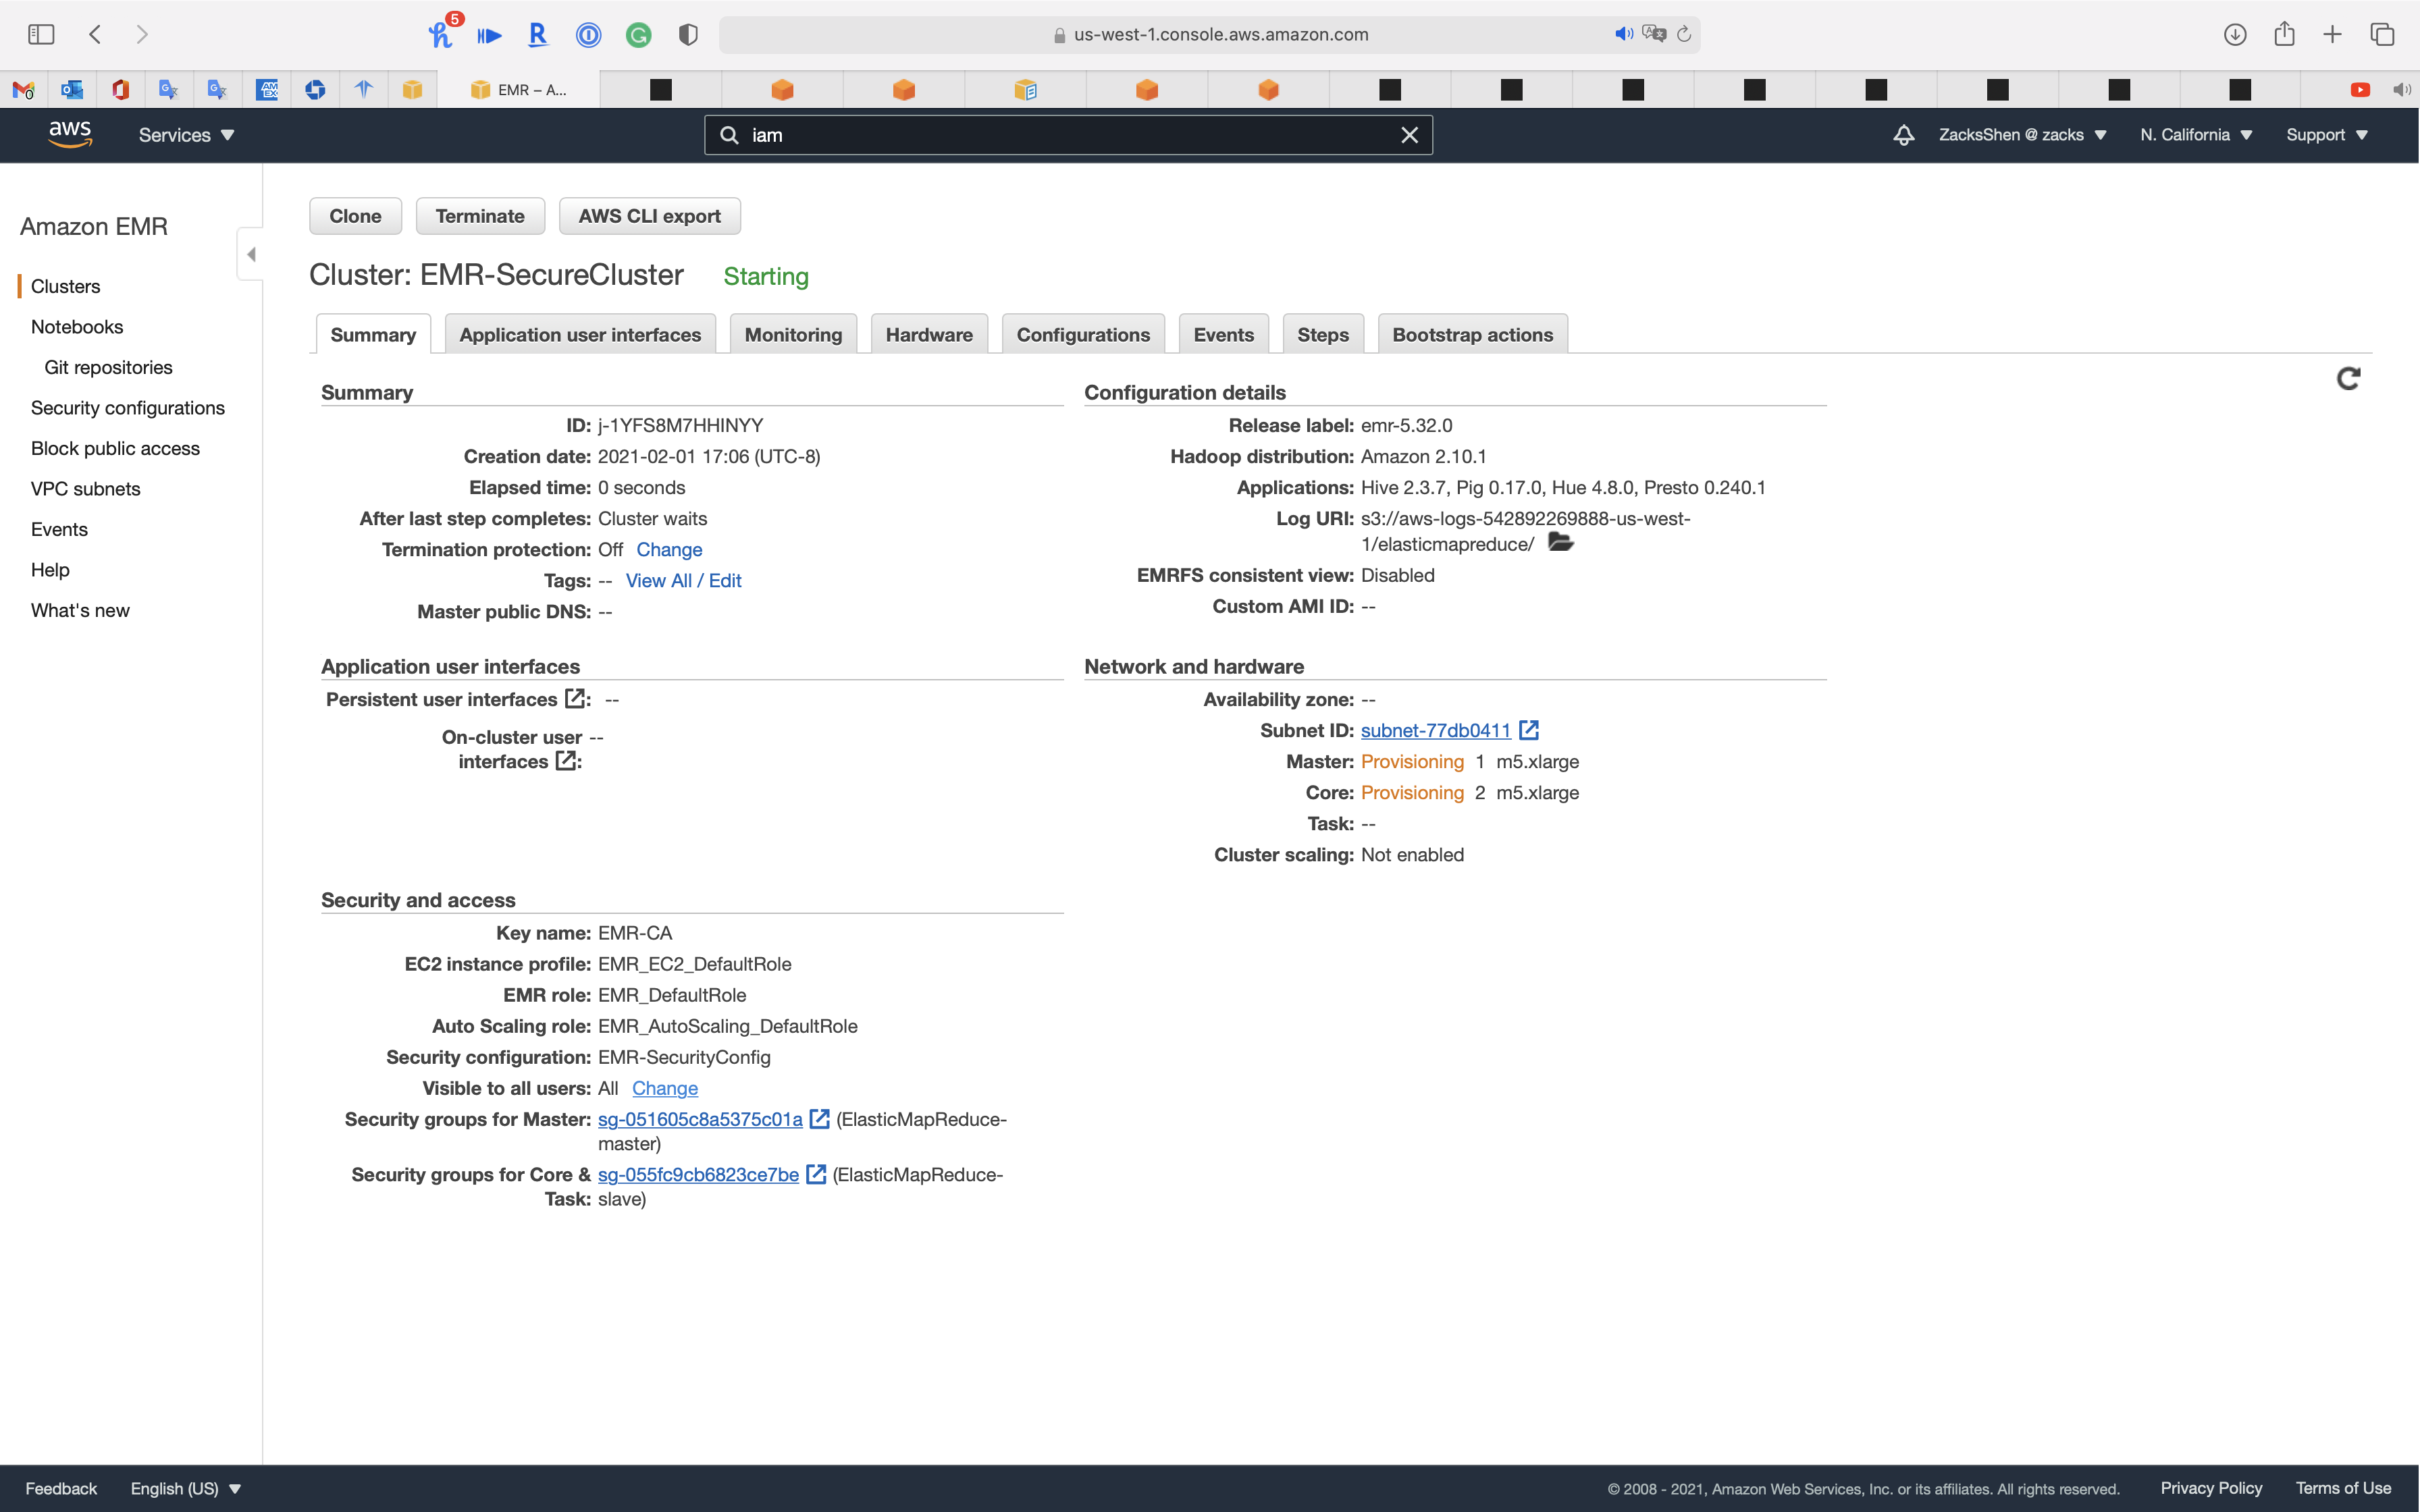 5
us-west-1.console.aws.amazon.com
EMR – A...
aws
Services
iam
ZacksShen @ zacks
N. California
Support
Amazon EMR
Clusters
Notebooks
Git repositories
Security configurations
Block public access
VPC subnets
Events
Help
What's new
Clone
Terminate
AWS CLI export
Cluster: EMR-SecureCluster
Starting
Summary
Application user interfaces
Monitoring
Hardware
Configurations
Events
Steps
Bootstrap actions
Summary
ID: j-1YFS8M7HHINYY
Creation date: 2021-02-01 17:06 (UTC-8)
Elapsed time: 0 seconds
After last step completes: Cluster waits
Termination protection: Off Change
Tags: -- View All / Edit
Master public DNS: --
Configuration details
Release label: emr-5.32.0
Hadoop distribution: Amazon 2.10.1
Applications: Hive 2.3.7, Pig 0.17.0, Hue 4.8.0, Presto 0.240.1
Log URI: s3://aws-logs-542892269888-us-west-
1/elasticmapreduce/
EMRFS consistent view: Disabled
Custom AMI ID: --
Application user interfaces
Persistent user interfaces : --
On-cluster user --
interfaces :
Network and hardware
Availability zone: --
Subnet ID: subnet-77db0411
Master: Provisioning 1 m5.xlarge
Core: Provisioning 2 m5.xlarge
Task: --
Cluster scaling: Not enabled
Security and access
Key name: EMR-CA
EC2 instance profile: EMR_EC2_DefaultRole
EMR role: EMR_DefaultRole
Auto Scaling role: EMR_AutoScaling_DefaultRole
Security configuration: EMR-SecurityConfig
Visible to all users: All Change
Security groups for Master: sg-051605c8a5375c01a (ElasticMapReduce-
master)
Security groups for Core & sg-055fc9cb6823ce7be (ElasticMapReduce-
Task: slave)
Feedback
English (US)
© 2008 - 2021, Amazon Web Services, Inc. or its affiliates. All rights reserved.
Privacy Policy
Terms of Use